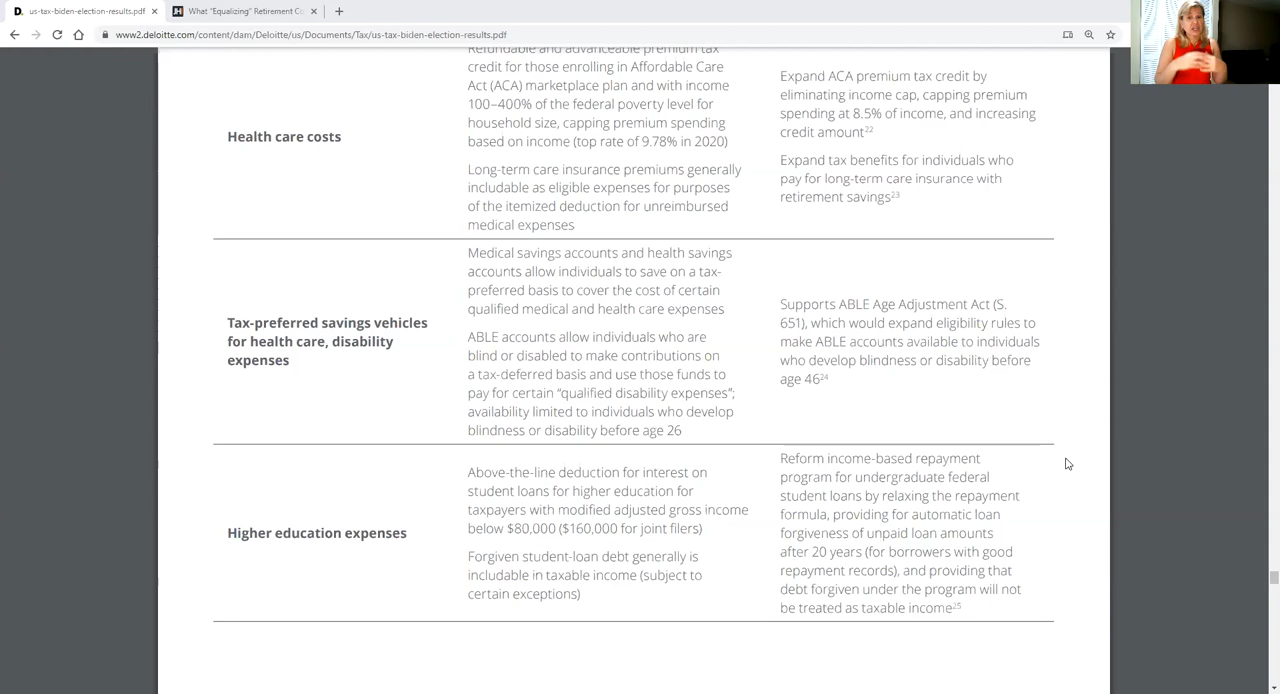 us-tax-biden-election-results.pdf
What "Equalizing" Retirement Co
www2.deloitte.com/content/dam/Deloitte/us/Documents/Tax/us-tax-biden-election-results.pdf
Refundable and advanceable premium tax
credit for those enrolling in Affordable Care
Act (ACA) marketplace plan and with income
100–400% of the federal poverty level for
household size, capping premium spending
based on income (top rate of 9.78% in 2020)
Health care costs
Long-term care insurance premiums generally
includable as eligible expenses for purposes
of the itemized deduction for unreimbursed
medical expenses
Expand ACA premium tax credit by
eliminating income cap, capping premium
spending at 8.5% of income, and increasing
credit amount22
Expand tax benefits for individuals who
pay for long-term care insurance with
retirement savings23
Tax-preferred savings vehicles
for health care, disability
expenses
Medical savings accounts and health savings
accounts allow individuals to save on a tax-
preferred basis to cover the cost of certain
qualified medical and health care expenses
ABLE accounts allow individuals who are
blind or disabled to make contributions on
a tax-deferred basis and use those funds to
pay for certain "qualified disability expenses";
availability limited to individuals who develop
blindness or disability before age 26
Supports ABLE Age Adjustment Act (S.
651), which would expand eligibility rules to
make ABLE accounts available to individuals
who develop blindness or disability before
age 4624
Higher education expenses
Above-the-line deduction for interest on
student loans for higher education for
taxpayers with modified adjusted gross income
below $80,000 ($160,000 for joint filers)
Forgiven student-loan debt generally is
includable in taxable income (subject to
certain exceptions)
Reform income-based repayment
program for undergraduate federal
student loans by relaxing the repayment
formula, providing for automatic loan
forgiveness of unpaid loan amounts
after 20 years (for borrowers with good
repayment records), and providing that
debt forgiven under the program will not
be treated as taxable income25